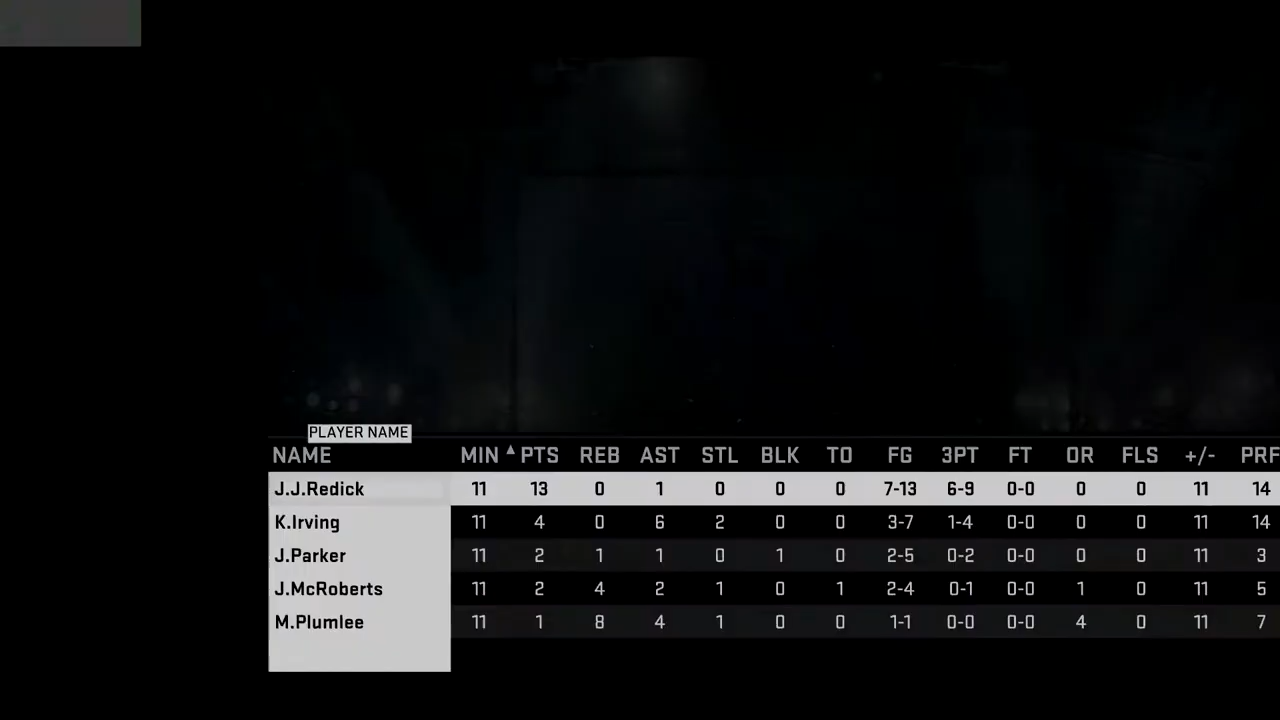 PLAYER NAME
NAME MIN PTS REB AST STL BLK TO FG 3PT FT OR FLS +/- PRF
J.J.Redick 11 13 0 1 0 0 0 7-13 6-9 0-0 0 0 11 14
K.Irving 11 4 0 6 2 0 0 3-7 1-4 0-0 0 0 11 14
J.Parker 11 2 1 1 0 1 0 2-5 0-2 0-0 0 0 11 3
J.McRoberts 11 2 4 2 1 0 1 2-4 0-1 0-0 1 0 11 5
M.Plumlee 11 1 8 4 1 0 0 1-1 0-0 0-0 4 0 11 7